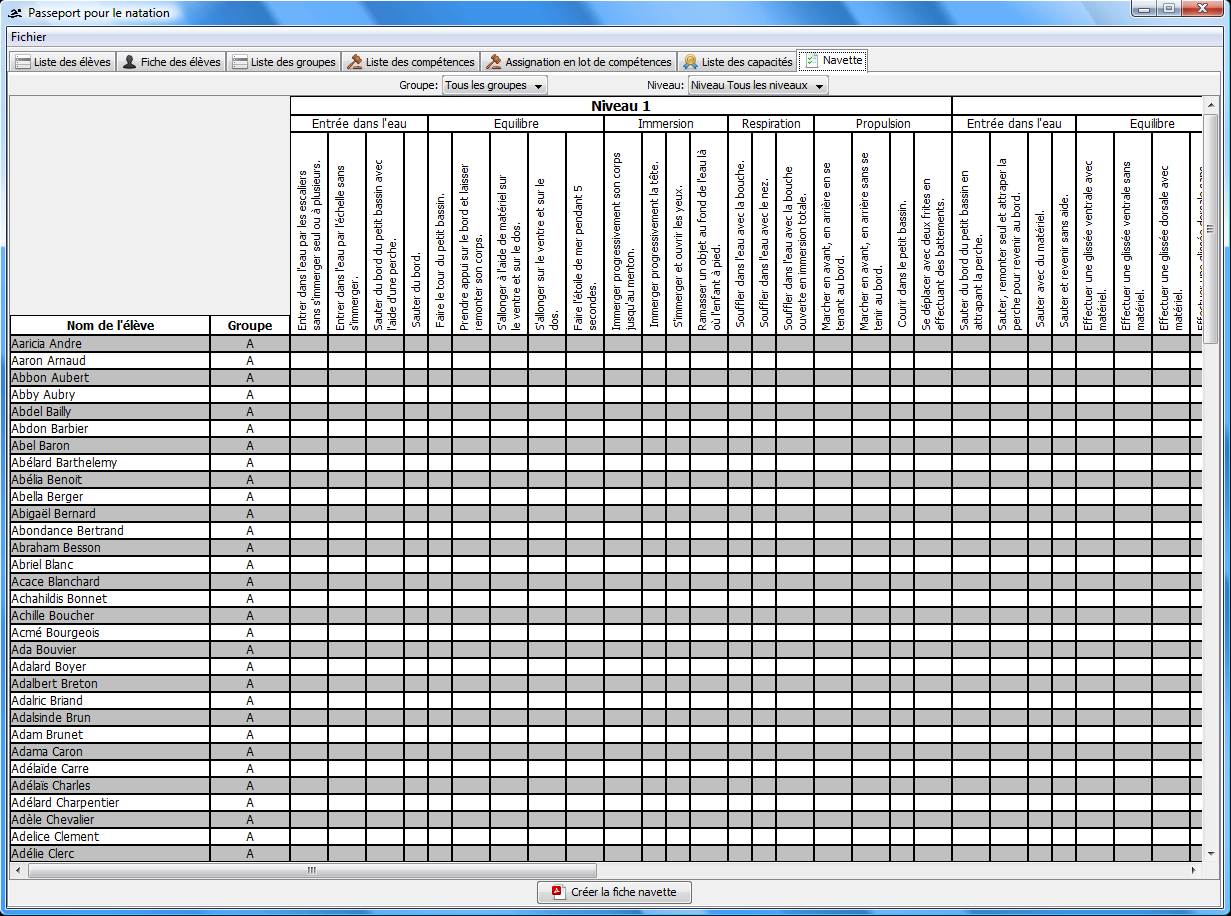 Passeport pour le natation
Fichier
Liste des élèves Fiche des élèves Liste des groupes Liste des compétences Assignation en lot de compétences Liste des capacités Navette
Groupe: Tous les groupes Niveau: Niveau Tous les niveaux
Niveau 1
Entrée dans l'eau Equilibre Immersion Respiration Propulsion Entrée dans l'eau Equilibre
Entrer dans l'eau par les escaliers
sans s'immerger seul ou à plusieurs.
Entrer dans l'eau par l'échelle sans
s'immerger.
Sauter du bord du petit bassin avec
l'aide d'une perche.
Sauter du bord.
Faire le tour du petit bassin.
Prendre appui sur le bord et laisser
remonter son corps.
S'allonger à l'aide de matériel sur
le ventre et sur le dos.
S'allonger sur le ventre et sur le
dos.
Faire l'étoile de mer pendant 5
secondes.
Immerger progressivement son corps
jusqu'au menton.
Immerger progressivement la tête.
S'immerger et ouvrir les yeux.
Ramasser un objet au fond de l'eau là
où l'enfant à pied.
Souffler dans l'eau avec la bouche.
Souffler dans l'eau avec le nez.
Souffler dans l'eau avec la bouche
ouverte en immersion totale.
Marcher en avant, en arrière en se
tenant au bord.
Marcher en avant, en arrière sans se
tenir au bord.
Courir dans le petit bassin.
Se déplacer avec deux frites en
effectuant des battements.
Sauter du bord du petit bassin en
attrapant la perche.
Sauter, remonter seul et attraper la
perche pour revenir au bord.
Sauter avec du matériel.
Sauter et revenir sans aide.
Effectuer une glissée ventrale avec
matériel.
Effectuer une glissée ventrale sans
matériel.
Effectuer une glissée dorsale avec
matériel.
Effectuer une glissée dorsale sans
Nom de l'élève Groupe
Aaricia Andre A
Aaron Arnaud A
Abbon Aubert A
Abby Aubry A
Abdel Bailly A
Abdon Barbier A
Abel Baron A
Abélard Barthelemy A
Abélia Benoit A
Abella Berger A
Abigaël Bernard A
Abondance Bertrand A
Abraham Besson A
Abriel Blanc A
Acace Blanchard A
Achahildis Bonnet A
Achille Boucher A
Acmé Bourgeois A
Ada Bouvier A
Adalard Boyer A
Adalbert Breton A
Adalric Briand A
Adalsinde Brun A
Adam Brunet A
Adama Caron A
Adélaïde Carre A
Adélaïs Charles A
Adélard Charpentier A
Adèle Chevalier A
Adelice Clement A
Adélie Clerc A
Créer la fiche navette